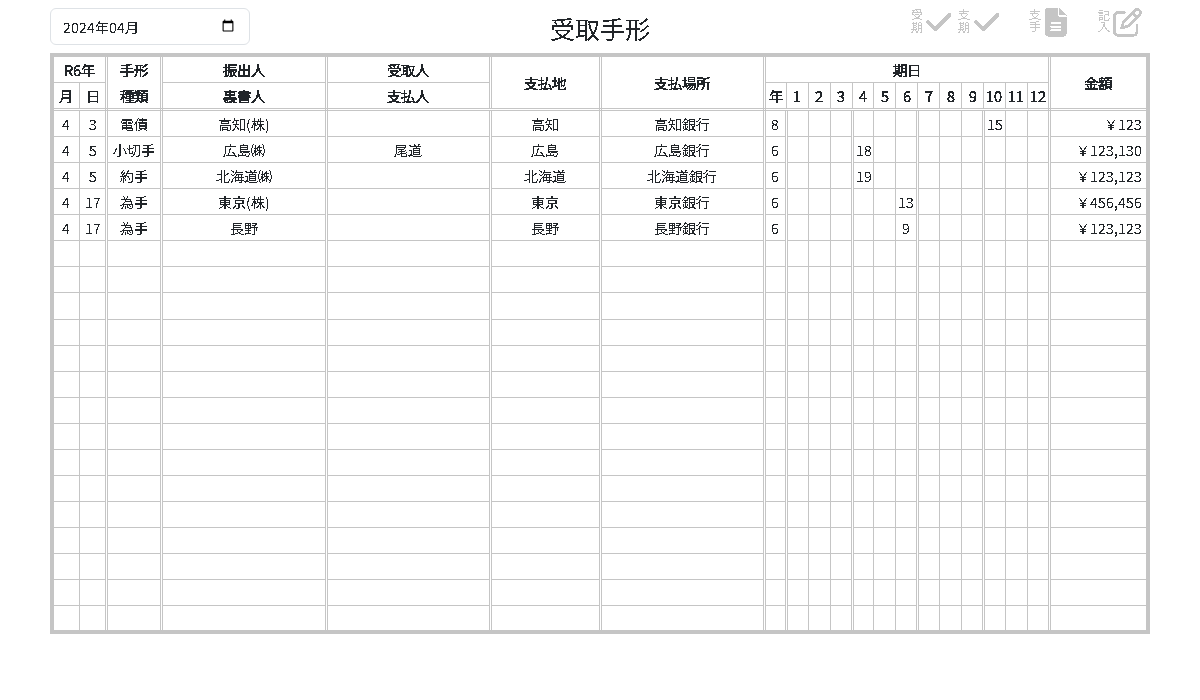 2024年04月
受取手形
受期
支期
支手
記入
R6年 手形 振出人 受取人 支払地 支払場所 期日 金額
月 日 種類 裏書人 支払人 年 1 2 3 4 5 6 7 8 9 10 11 12
4 3 電債 高知(株) 高知 高知銀行 8 15 ￥123
4 5 小切手 広島㈱ 尾道 広島 広島銀行 6 18 ￥123,130
4 5 約手 北海道㈱ 北海道 北海道銀行 6 19 ￥123,123
4 17 為手 東京(株) 東京 東京銀行 6 13 ￥456,456
4 17 為手 長野 長野 長野銀行 6 9 ￥123,123